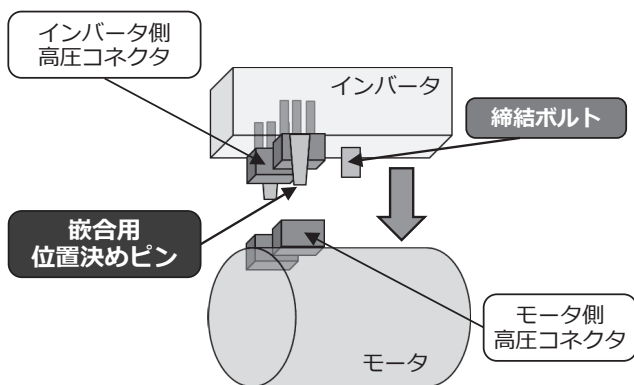 インバータ側
高圧コネクタ
インバータ
締結ボルト
嵌合用
位置決めピン
モータ側
高圧コネクタ
モータ